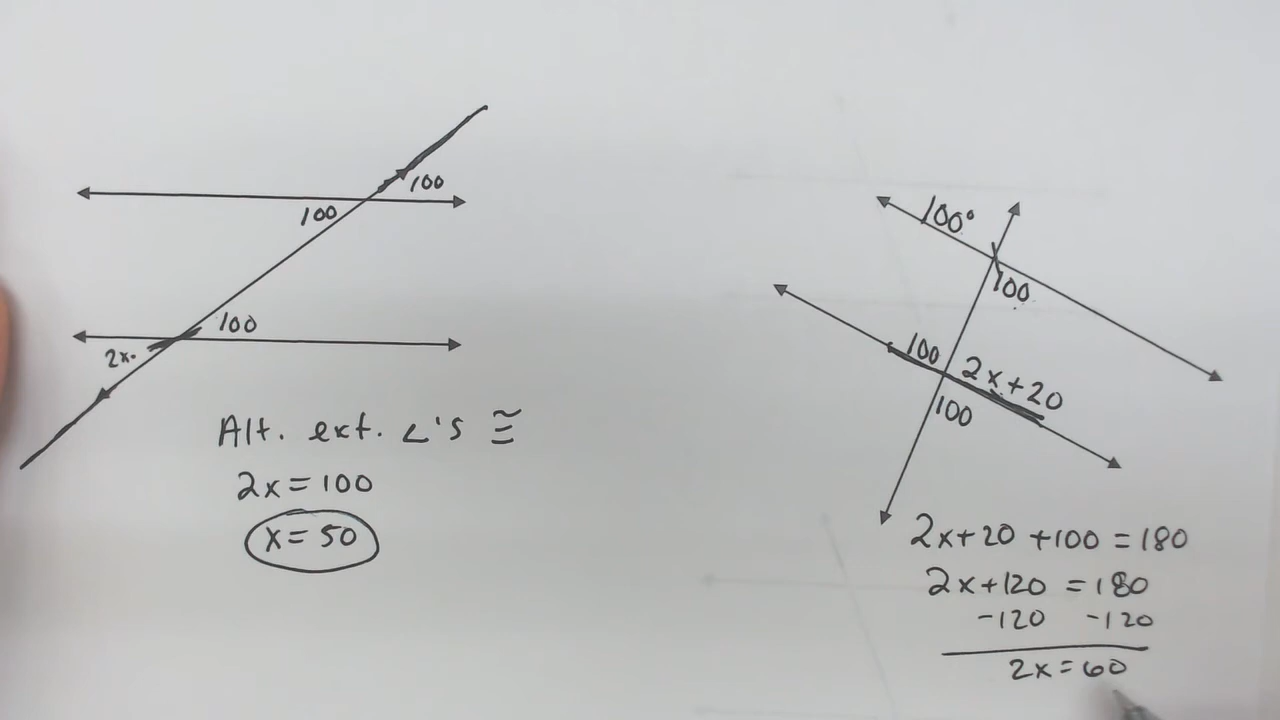 100
100
100
2x.
Alt. ext. ∠'s ≅
2x = 100
x = 50
100°
100
100
2x+20
100
2x+20 +100 = 180
2x+120 = 180
-120 -120
2x = 60